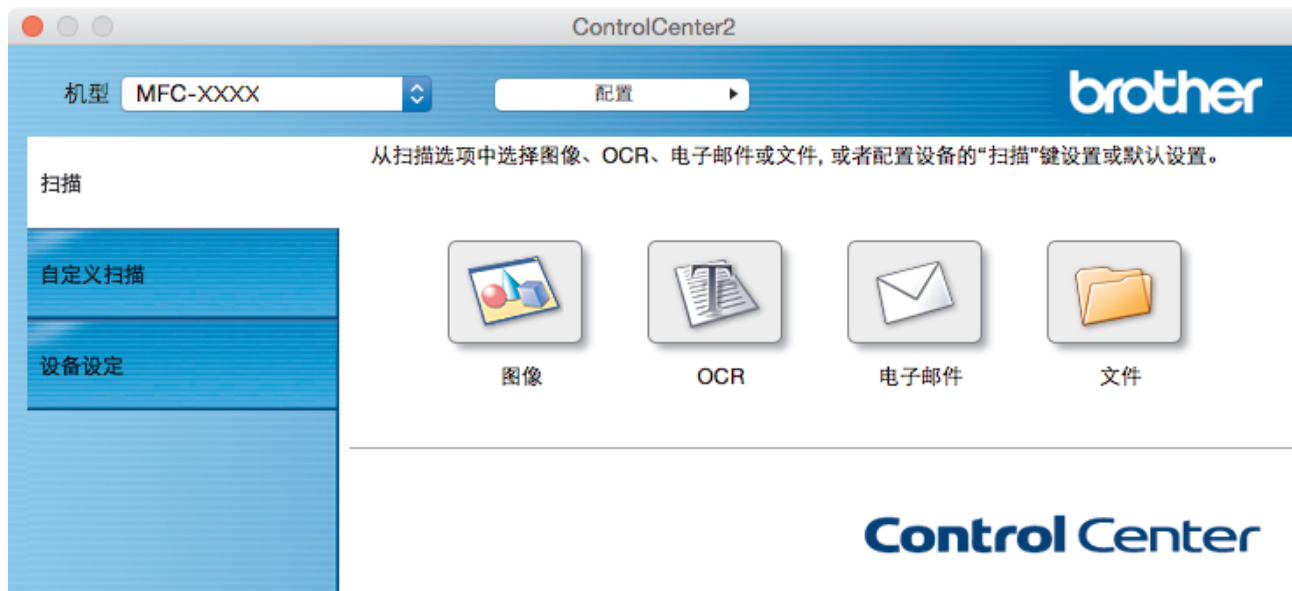 ControlCenter2
机型 MFC-XXXX 配置
brother
从扫描选项中选择图像、OCR、电子邮件或文件, 或者配置设备的“扫描”键设置或默认设置。
扫描
自定义扫描
设备设定
图像 OCR 电子邮件 文件
Control Center